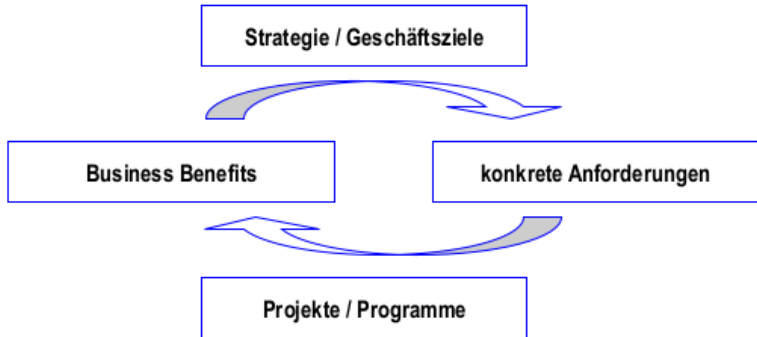 Strategie / Geschäftsziele
Business Benefits
konkrete Anforderungen
Projekte / Programme